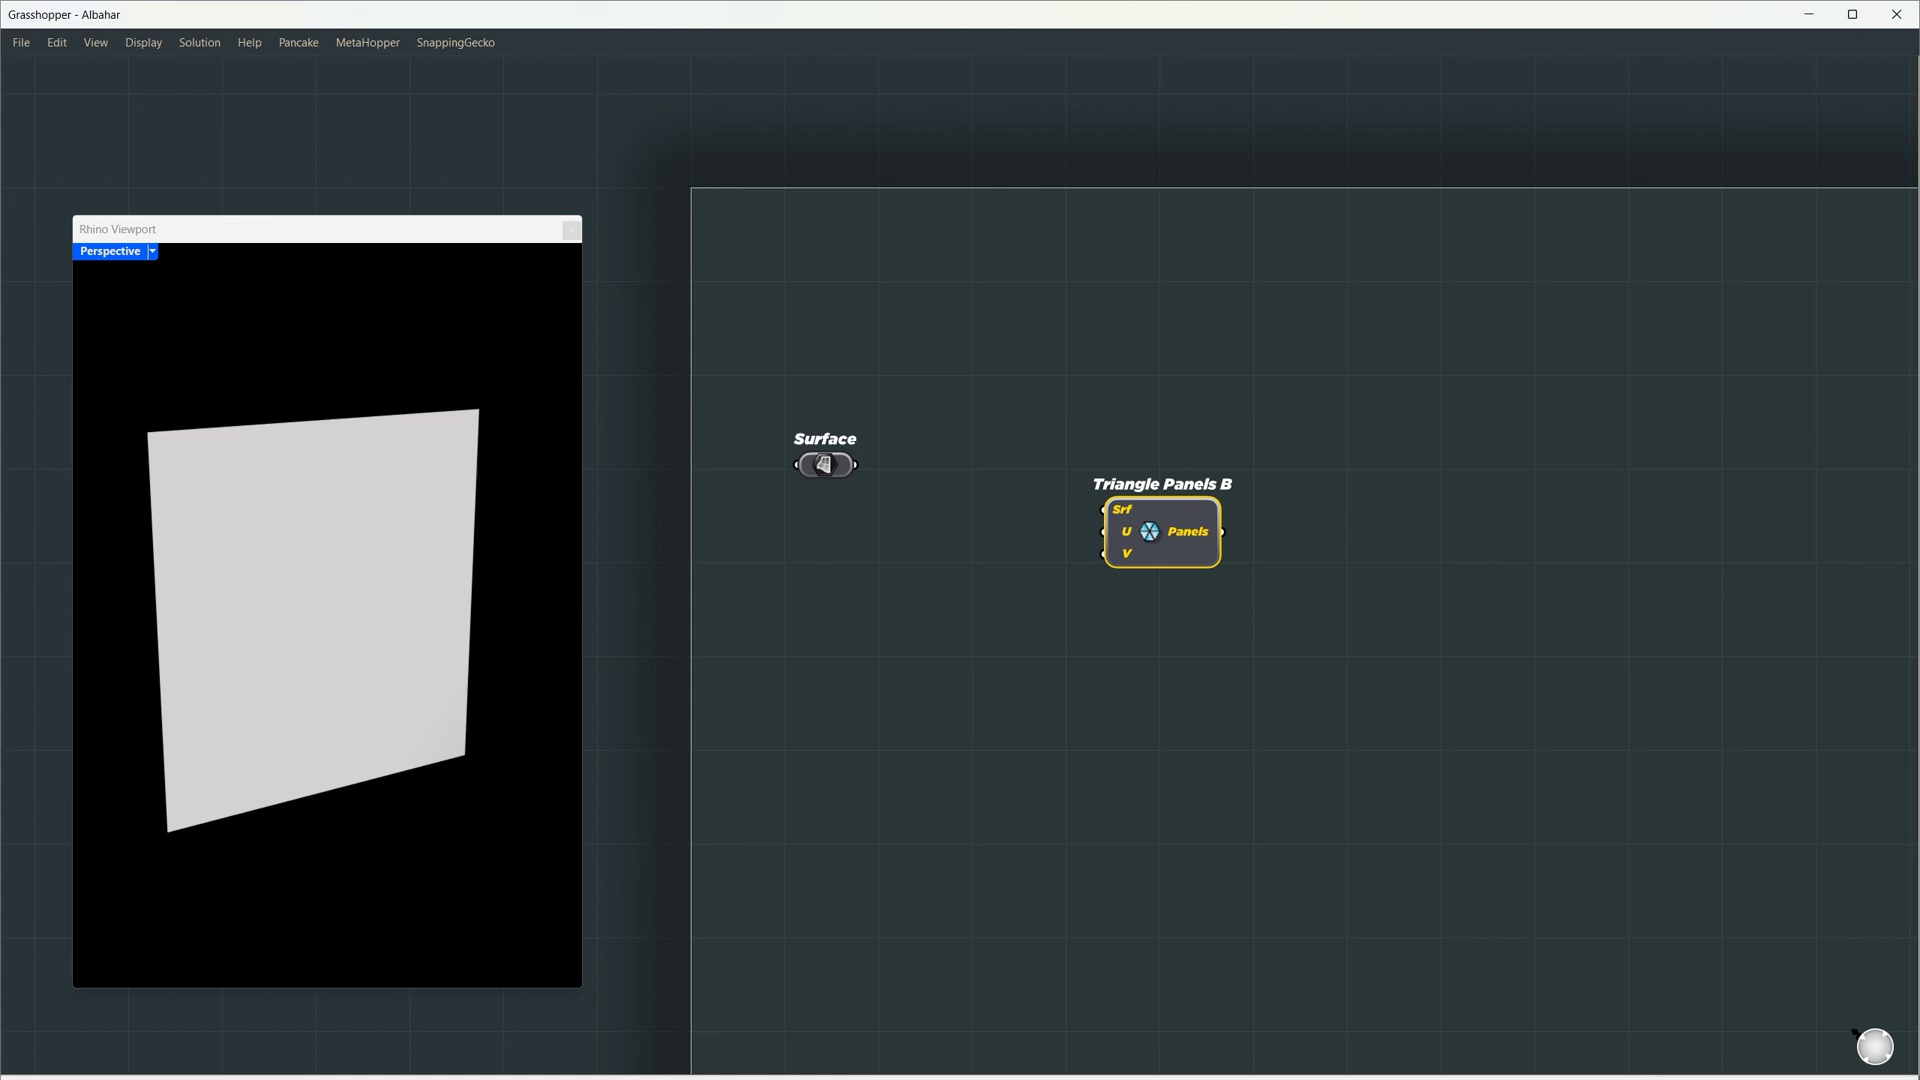 Grasshopper - Albahar
File Edit View Display Solution Help Pancake MetaHopper SnappingGecko
Rhino Viewport
Perspective
Surface
Triangle Panels B
Srf
U Panels
V